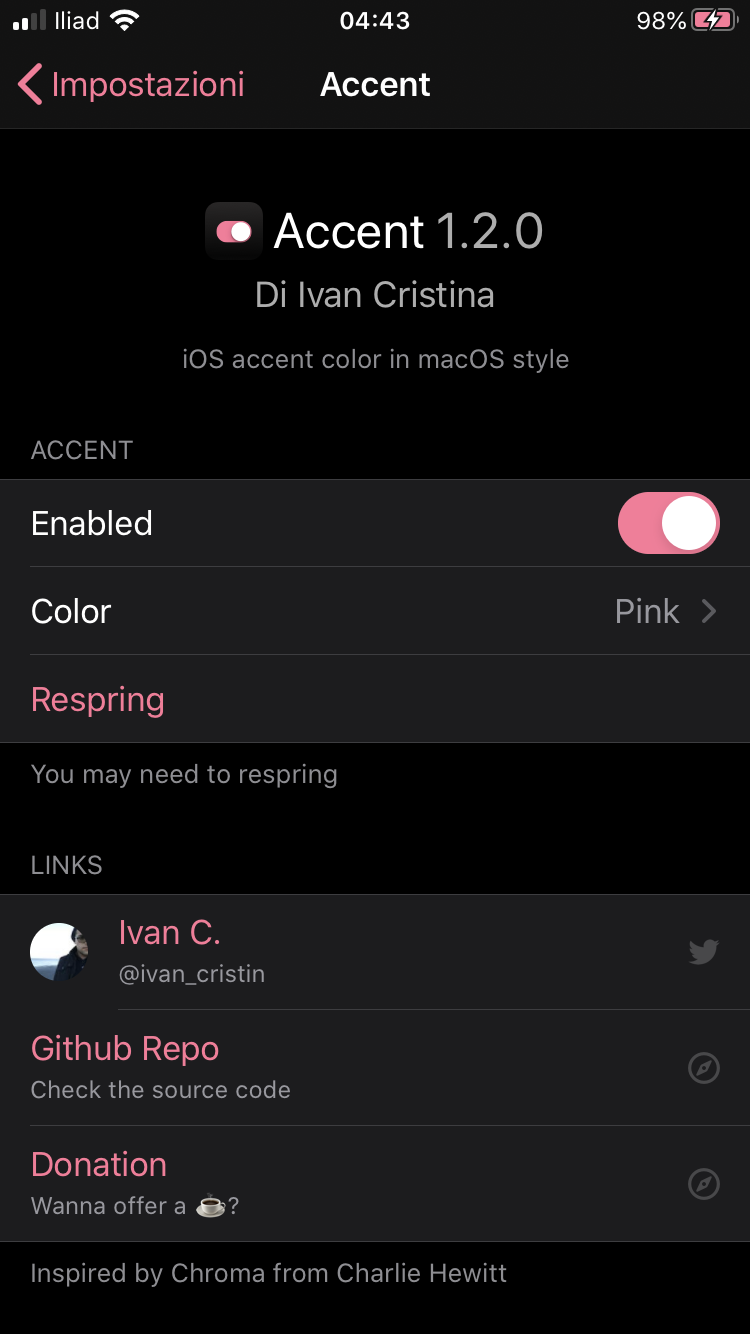 Iliad 04:43 98%
Impostazioni Accent
Accent 1.2.0
Di Ivan Cristina
iOS accent color in macOS style
ACCENT
Enabled
Color Pink
Respring
You may need to respring
LINKS
Ivan C.
@ivan_cristin
Github Repo
Check the source code
Donation
Wanna offer a ☕?
Inspired by Chroma from Charlie Hewitt